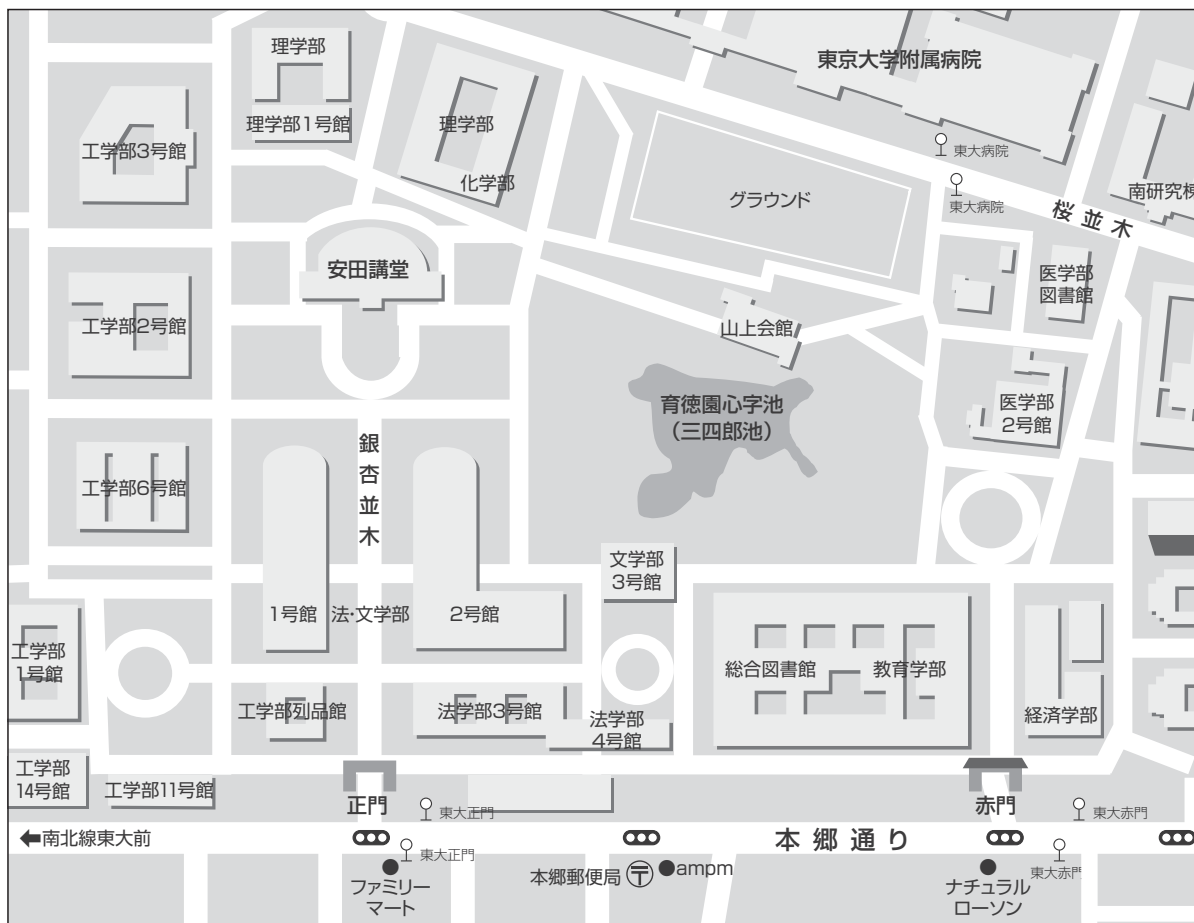 理学部
理学部1号館
理学部
化学部
東京大学附属病院
工学部3号館
東大病院
東大病院
南研究棟
グラウンド
桜並木
安田講堂
医学部
図書館
工学部2号館
山上会館
育徳園心字池
(三四郎池)
医学部
2号館
銀杏並木
工学部6号館
文学部
3号館
1号館
法・文学部
2号館
工学部
1号館
総合図書館
教育学部
工学部列品館
法学部3号館
法学部
4号館
経済学部
工学部
14号館
工学部11号館
正門
東大正門
赤門
東大赤門
南北線東大前
本郷通り
東大正門
東大赤門
ファミリー
マート
本郷郵便局
〒
ampm
ナチュラル
ローソン